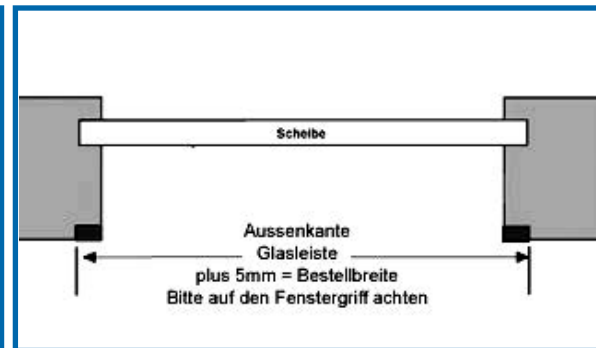 Scheibe
Aussenkante
Glasleiste
plus 5mm = Bestellbreite
Bitte auf den Fenstergriff achten